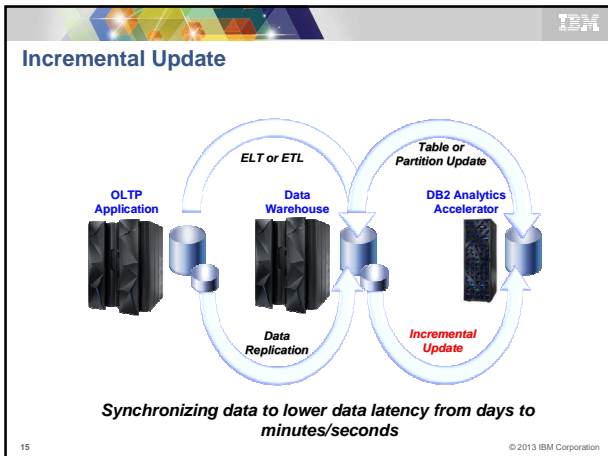 IBM
Incremental Update
ELT or ETL
Table or
Partition Update
OLTP
Application
Data
Warehouse
DB2 Analytics
Accelerator
Data
Replication
Incremental
Update
Synchronizing data to lower data latency from days to
minutes/seconds
15
© 2013 IBM Corporation